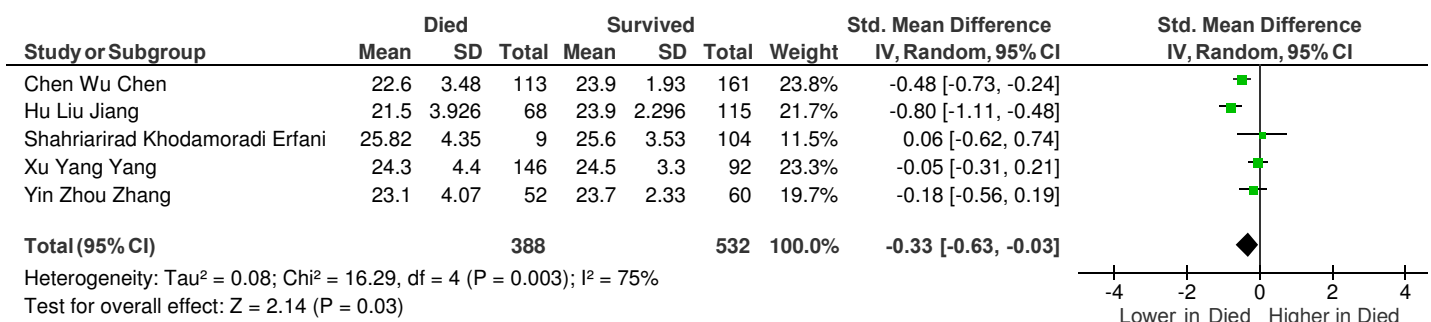 Died Survived Std. Mean Difference Std. Mean Difference
Study or Subgroup Mean SD Total Mean SD Total Weight IV, Random, 95% CI IV, Random, 95% CI
Chen Wu Chen 22.6 3.48 113 23.9 1.93 161 23.8% -0.48 [-0.73, -0.24]
Hu Liu Jiang 21.5 3.926 68 23.9 2.296 115 21.7% -0.80 [-1.11, -0.48]
Shahriarirad Khodamoradi Erfani 25.82 4.35 9 25.6 3.53 104 11.5% 0.06 [-0.62, 0.74]
Xu Yang Yang 24.3 4.4 146 24.5 3.3 92 23.3% -0.05 [-0.31, 0.21]
Yin Zhou Zhang 23.1 4.07 52 23.7 2.33 60 19.7% -0.18 [-0.56, 0.19]
Total (95% CI) 388 532 100.0% -0.33 [-0.63, -0.03]
Heterogeneity: Tau² = 0.08; Chi² = 16.29, df = 4 (P = 0.003); I² = 75%
Test for overall effect: Z = 2.14 (P = 0.03)
-4 -2 0 2 4
Lower in Died Higher in Died